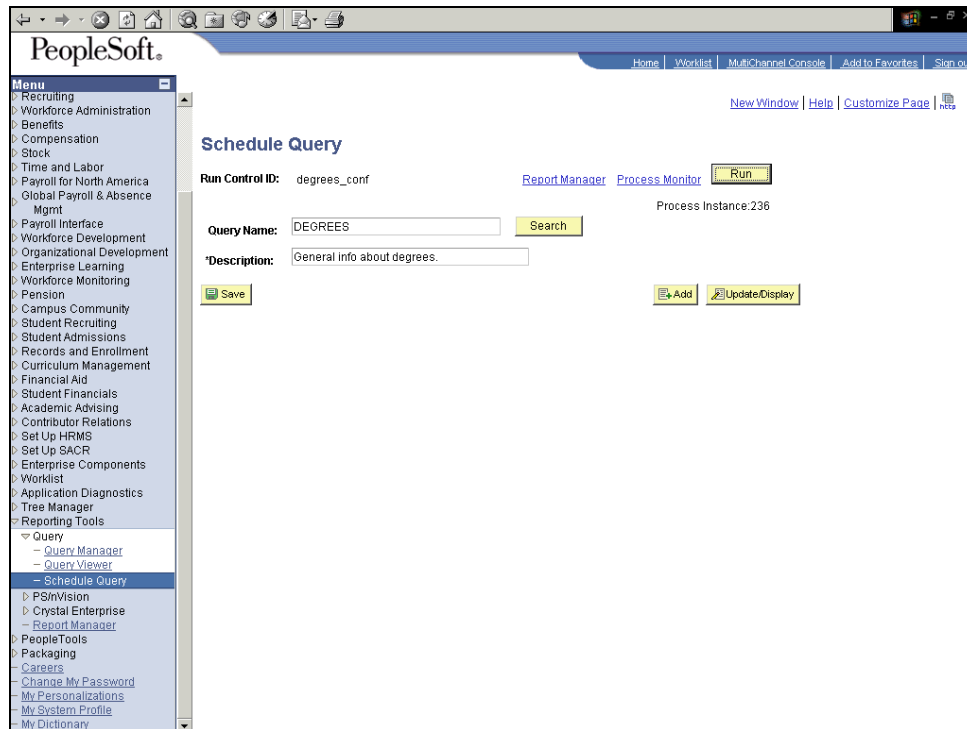 PeopleSoft®
Home | Worklist | MultiChannel Console | Add to Favorites | Sign ou
Menu
Recruiting
Workforce Administration
Benefits
Compensation
Stock
Time and Labor
Payroll for North America
Global Payroll & Absence
Mgmt
Payroll Interface
Workforce Development
Organizational Development
Enterprise Learning
Workforce Monitoring
Pension
Campus Community
Student Recruiting
Student Admissions
Records and Enrollment
Curriculum Management
Financial Aid
Student Financials
Academic Advising
Contributor Relations
Set Up HRMS
Set Up SACR
Enterprise Components
Worklist
Application Diagnostics
Tree Manager
Reporting Tools
Query
– Query Manager
– Query Viewer
– Schedule Query
PS/nVision
Crystal Enterprise
– Report Manager
PeopleTools
Packaging
– Careers
– Change My Password
– My Personalizations
– My System Profile
– My Dictionary
New Window | Help | Customize Page | http
Schedule Query
Run Control ID: degrees_conf Report Manager Process Monitor Run
Process Instance:236
Query Name: DEGREES Search
*Description: General info about degrees.
Save Add Update/Display